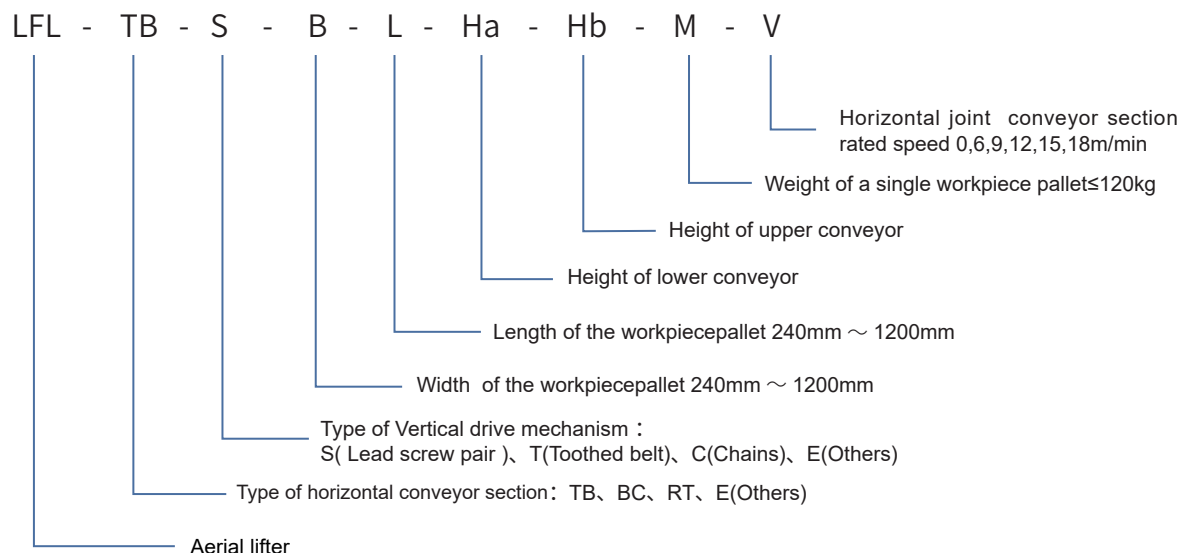 LFL - TB - S - B - L - Ha - Hb - M - V
Horizontal joint conveyor section
rated speed 0,6,9,12,15,18m/min
Weight of a single workpiece pallet≤120kg
Height of upper conveyor
Height of lower conveyor
Length of the workpiecepallet 240mm ～ 1200mm
Width of the workpiecepallet 240mm ～ 1200mm
Type of Vertical drive mechanism：
S( Lead screw pair )、T(Toothed belt)、C(Chains)、E(Others)
Type of horizontal conveyor section：TB、BC、RT、E(Others)
Aerial lifter